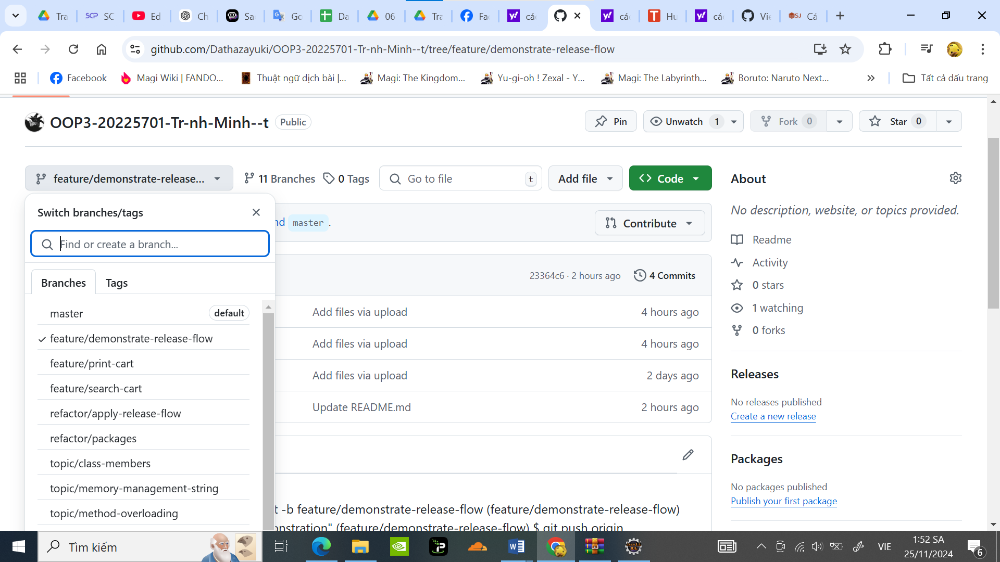 Tra
SC
Ed
Ch
Sa
Go
Da
06
Tra
Fac
các
các
Hu
các
Vie
Cá
github.com/Dathazayuki/OOP3-20225701-Tr-nh-Minh--t/tree/feature/demonstrate-release-flow
Facebook
Magi Wiki | FANDO...
Thuật ngữ dịch bài |...
Magi: The Kingdom...
Yu-gi-oh ! Zexal - Y...
Magi: The Labyrinth...
Boruto: Naruto Next...
Tất cả dấu trang
OOP3-20225701-Tr-nh-Minh--t Public
Pin
Unwatch 1
Fork 0
Star 0
feature/demonstrate-release...
11 Branches
0 Tags
Go to file t
Add file
Code
About
Switch branches/tags
Find or create a branch...
Branches
Tags
master default
feature/demonstrate-release-flow
feature/print-cart
feature/search-cart
refactor/apply-release-flow
refactor/packages
topic/class-members
topic/memory-management-string
topic/method-overloading
nd master .
Contribute
23364c6 · 2 hours ago
4 Commits
Add files via upload 4 hours ago
Add files via upload 4 hours ago
Add files via upload 2 days ago
Update README.md 2 hours ago
t -b feature/demonstrate-release-flow (feature/demonstrate-release-flow)
onstration" (feature/demonstrate-release-flow) $ git push origin
No description, website, or topics provided.
Readme
Activity
0 stars
1 watching
0 forks
Releases
No releases published
Create a new release
Packages
No packages published
Publish your first package
Tìm kiếm
VIE
1:52 SA
25/11/2024
6